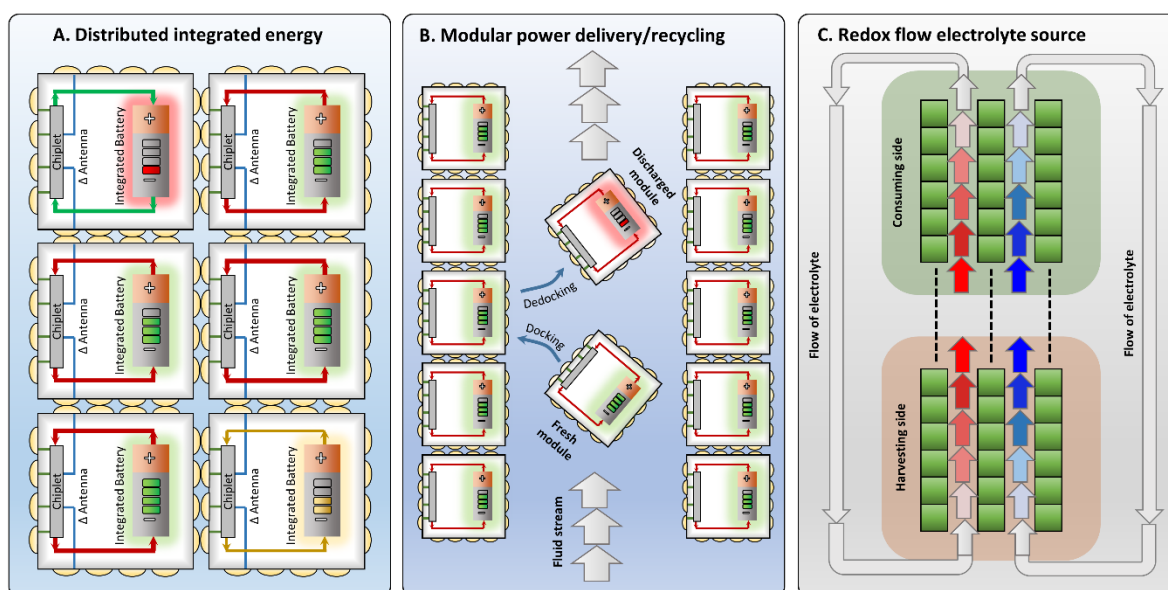 A. Distributed integrated energy
Chiplet
Δ Antenna
Integrated Battery
Chiplet
Δ Antenna
Integrated Battery
Chiplet
Δ Antenna
Integrated Battery
Chiplet
Δ Antenna
Integrated Battery
Chiplet
Δ Antenna
Integrated Battery
Chiplet
Δ Antenna
Integrated Battery
B. Modular power delivery/recycling
Discharged
module
Dedocking
Docking
Fresh
module
Fluid stream
C. Redox flow electrolyte source
Consuming side
Flow of electrolyte
Flow of electrolyte
Harvesting side